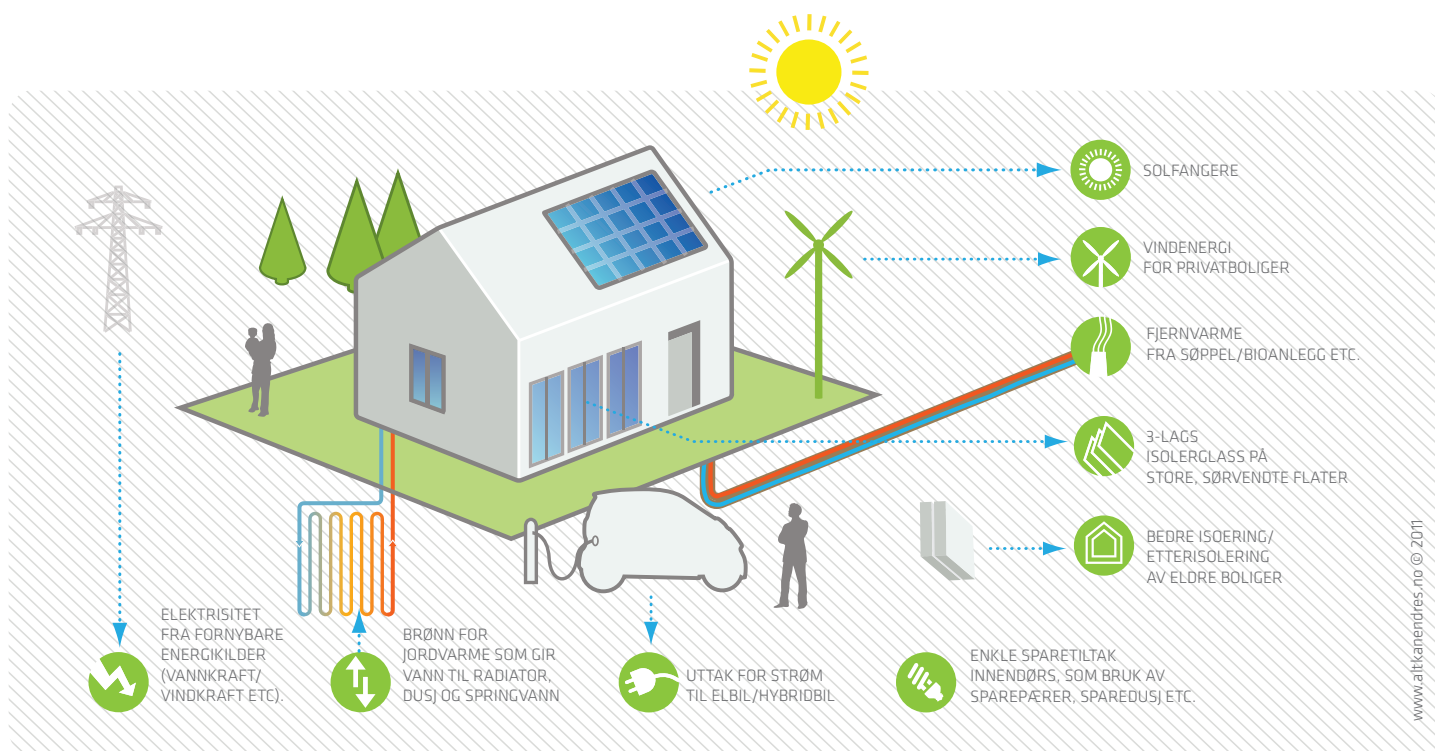 SOLFANGERE
VINDENERGI
FOR PRIVATBOLIGER
FJERNVARME
FRA SØPPEL/BIOANLEGG ETC.
3-LAGS
ISOLERGLASS PÅ
STORE, SØRVENDTE FLATER
BEDRE ISOERING/
ETTERISOLERING
AV ELDRE BOLIGER
ELEKTRISITET
FRA FORNYBARE
ENERGIKILDER
(VANNKRAFT/
VINDKRAFT ETC).
BRØNN FOR
JORDVARME SOM GIR
VANN TIL RADIATOR,
DUSJ OG SPRINGVANN
UTTAK FOR STRØM
TIL ELBIL/HYBRIDBIL
ENKLE SPARETILTAK
INNENDØRS, SOM BRUK AV
SPAREPÆRER, SPAREDUSJ ETC.
www.altkanendres.no © 2011